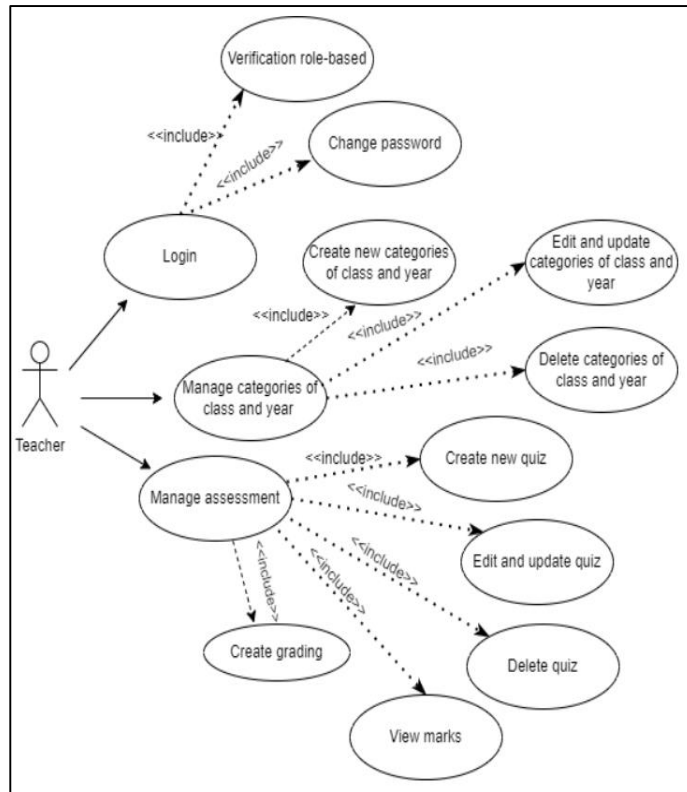 Verification role-based
<<include>>
<<include>>
Change password
Login
Create new categories
of class and year
Edit and update
categories of class and
year
<<include>>
<<include>>
<<include>>
Delete categories of
class and year
Manage categories of
class and year
Teacher
<<include>>
Create new quiz
Manage assessment
<<include>>
Edit and update quiz
<<include>>
<<include>>
<<include>>
Create grading
Delete quiz
View marks